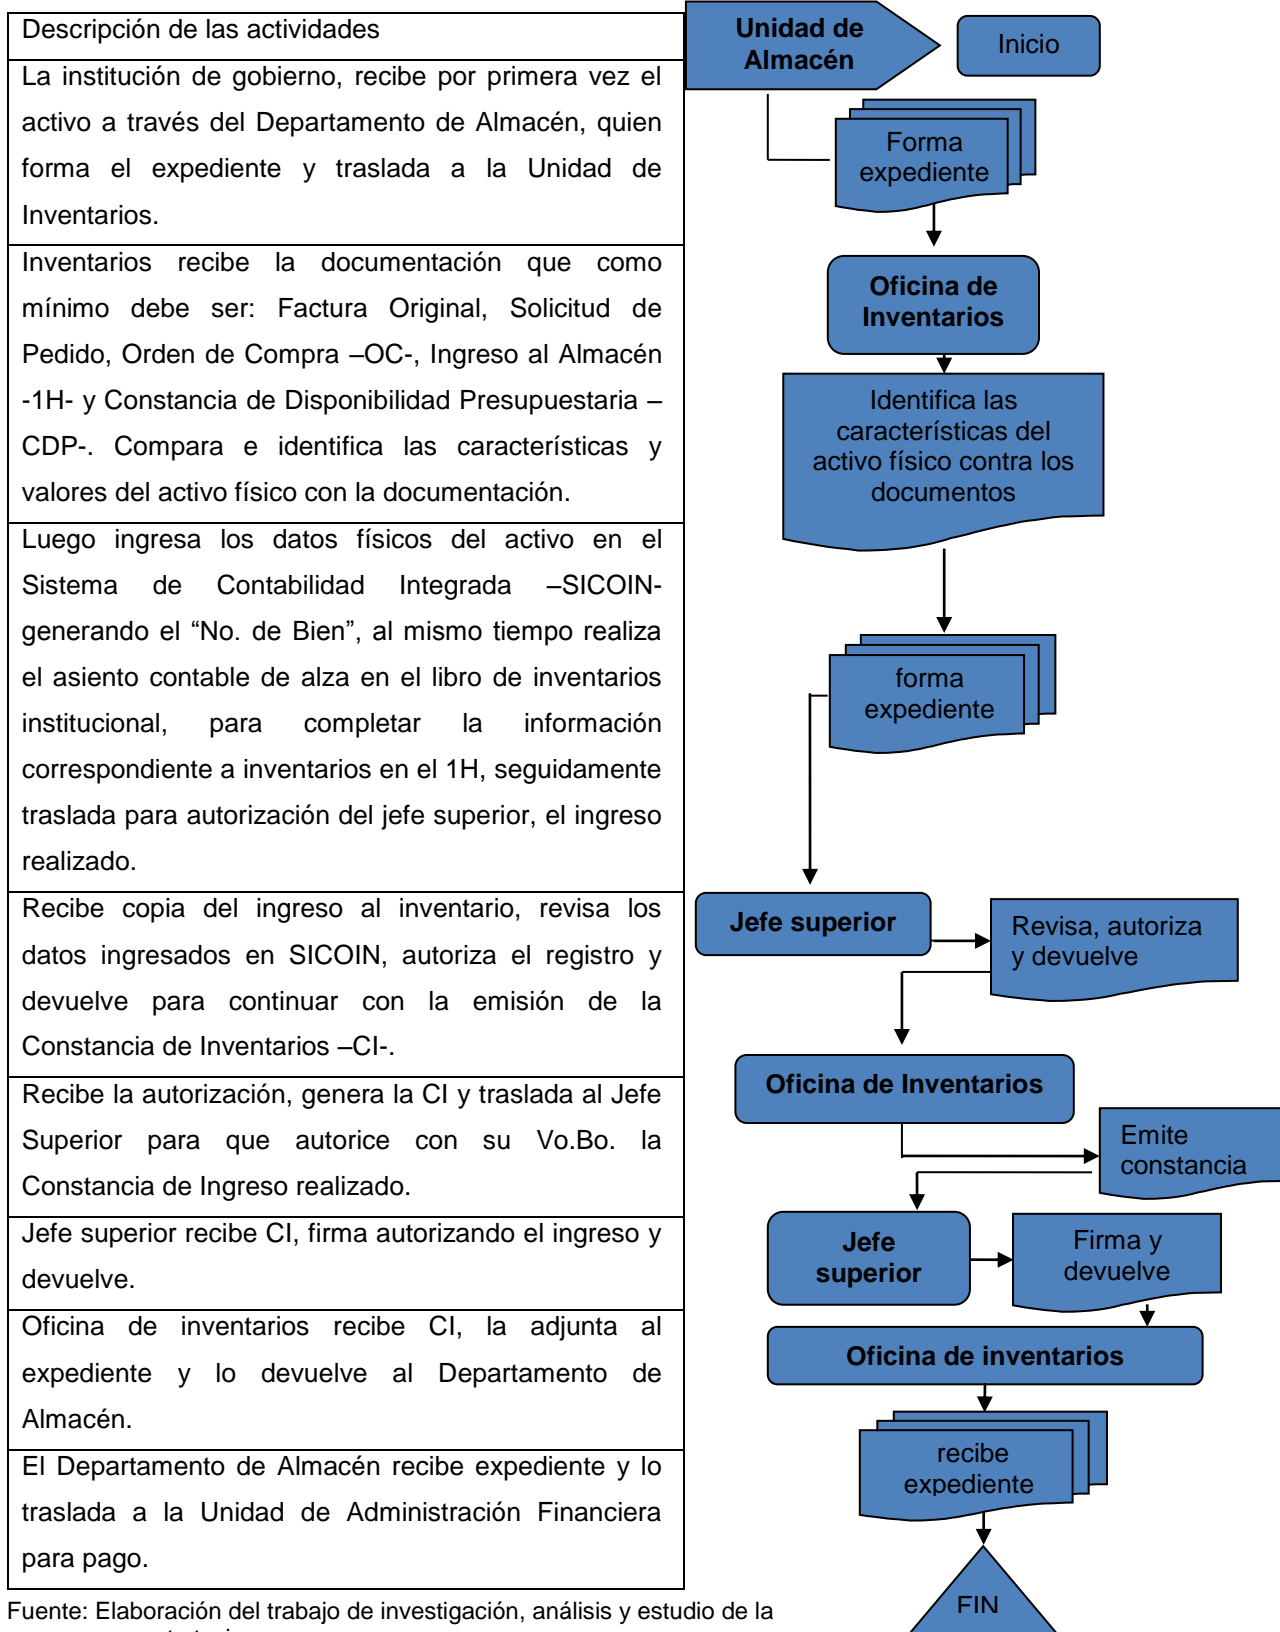 Descripción de las actividades
La institución de gobierno, recibe por primera vez el
activo a través del Departamento de Almacén, quien
forma el expediente y traslada a la Unidad de
Inventarios.
Inventarios recibe la documentación que como
mínimo debe ser: Factura Original, Solicitud de
Pedido, Orden de Compra –OC-, Ingreso al Almacén
-1H- y Constancia de Disponibilidad Presupuestaria –
CDP-. Compara e identifica las características y
valores del activo físico con la documentación.
Luego ingresa los datos físicos del activo en el
Sistema de Contabilidad Integrada –SICOIN-
generando el “No. de Bien”, al mismo tiempo realiza
el asiento contable de alza en el libro de inventarios
institucional, para completar la información
correspondiente a inventarios en el 1H, seguidamente
traslada para autorización del jefe superior, el ingreso
realizado.
Recibe copia del ingreso al inventario, revisa los
datos ingresados en SICOIN, autoriza el registro y
devuelve para continuar con la emisión de la
Constancia de Inventarios –CI-.
Recibe la autorización, genera la CI y traslada al Jefe
Superior para que autorice con su Vo.Bo. la
Constancia de Ingreso realizado.
Jefe superior recibe CI, firma autorizando el ingreso y
devuelve.
Oficina de inventarios recibe CI, la adjunta al
expediente y lo devuelve al Departamento de
Almacén.
El Departamento de Almacén recibe expediente y lo
traslada a la Unidad de Administración Financiera
para pago.
Fuente: Elaboración del trabajo de investigación, análisis y estudio de la
Unidad de
Almacén
Inicio
Forma
expediente
Oficina de
Inventarios
Identifica las
características del
activo físico contra los
documentos
forma
expediente
Jefe superior
Revisa, autoriza
y devuelve
Oficina de Inventarios
Emite
constancia
Jefe
superior
Firma y
devuelve
Oficina de inventarios
recibe
expediente
FIN